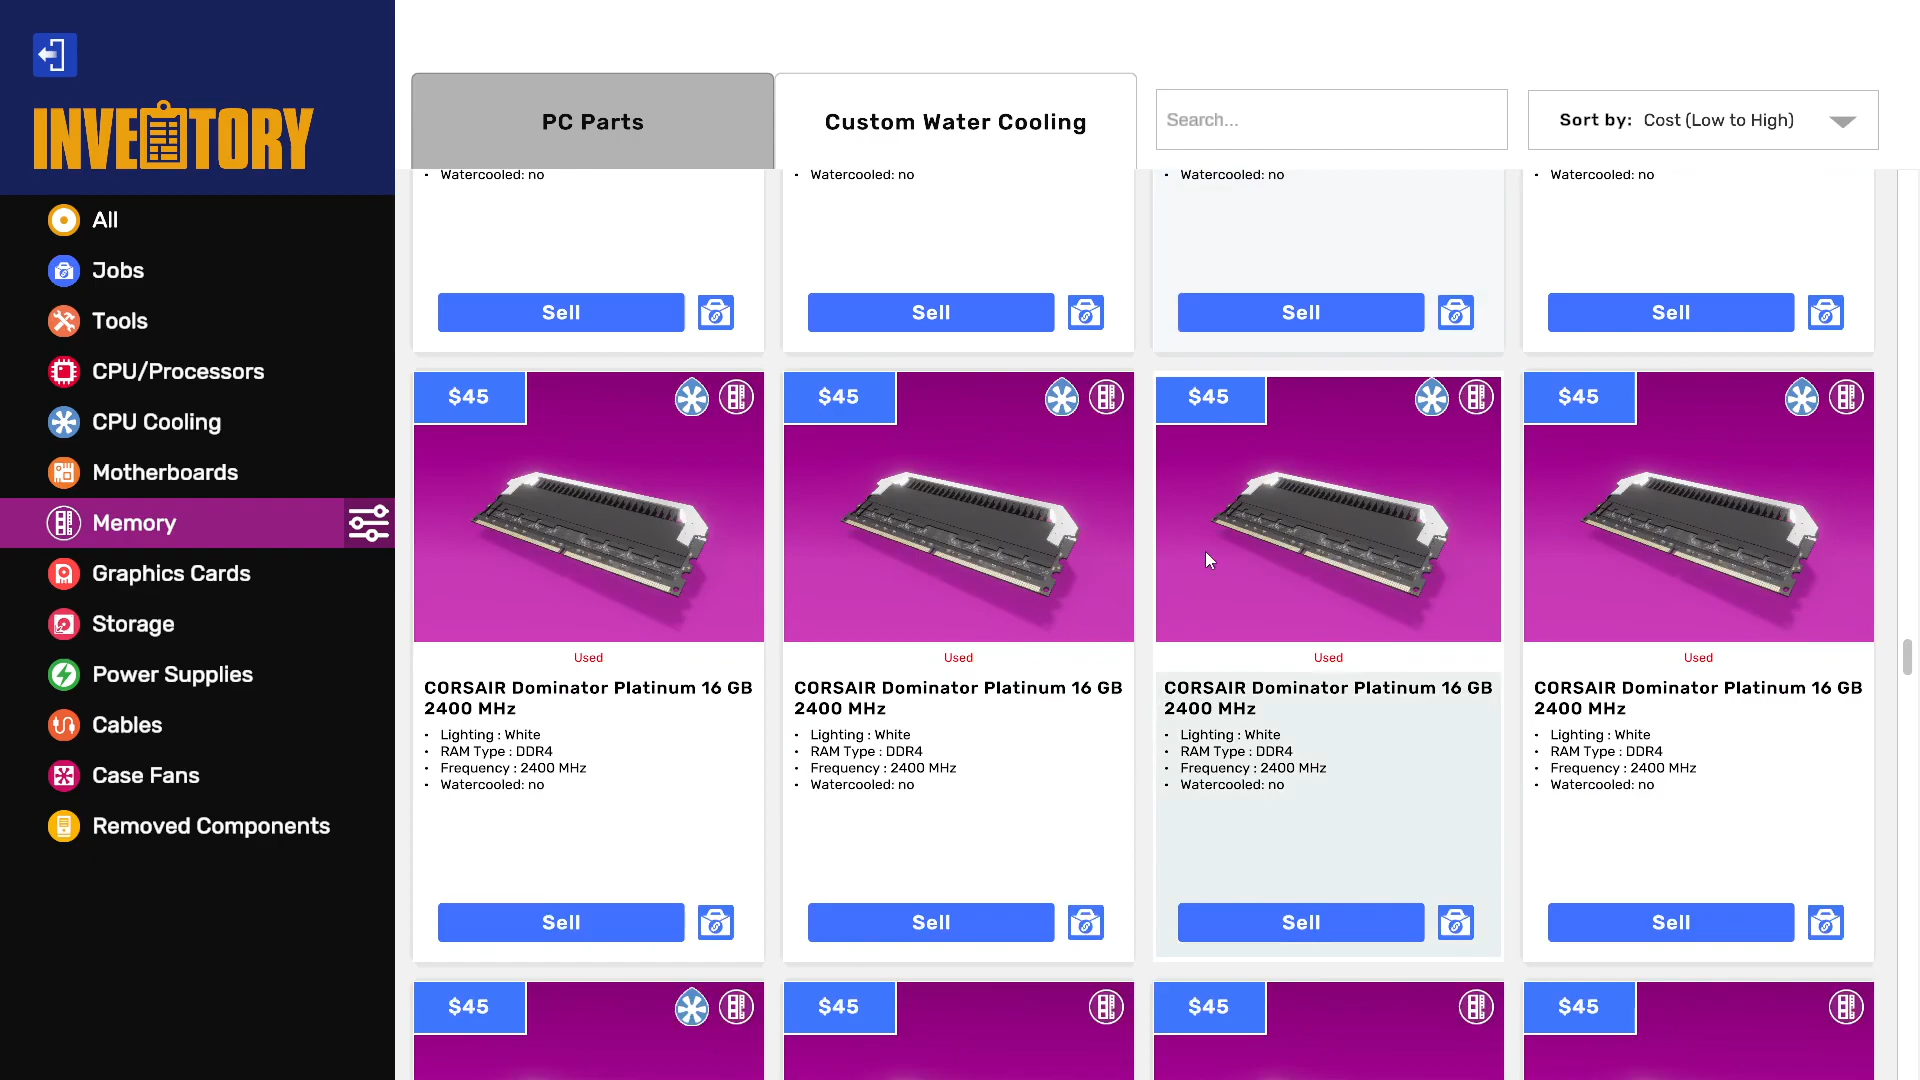 INVENTORY
All
Jobs
Tools
CPU/Processors
CPU Cooling
Motherboards
Memory
Graphics Cards
Storage
Power Supplies
Cables
Case Fans
Removed Components
PC Parts
Custom Water Cooling
Search...
Sort by: Cost (Low to High)
• Watercooled: no
• Watercooled: no
• Watercooled: no
• Watercooled: no
Sell
Sell
Sell
Sell
$45
Used
CORSAIR Dominator Platinum 16 GB
2400 MHz
• Lighting : White
• RAM Type : DDR4
• Frequency : 2400 MHz
• Watercooled: no
Sell
$45
Used
CORSAIR Dominator Platinum 16 GB
2400 MHz
• Lighting : White
• RAM Type : DDR4
• Frequency : 2400 MHz
• Watercooled: no
Sell
$45
Used
CORSAIR Dominator Platinum 16 GB
2400 MHz
• Lighting : White
• RAM Type : DDR4
• Frequency : 2400 MHz
• Watercooled: no
Sell
$45
Used
CORSAIR Dominator Platinum 16 GB
2400 MHz
• Lighting : White
• RAM Type : DDR4
• Frequency : 2400 MHz
• Watercooled: no
Sell
$45
$45
$45
$45